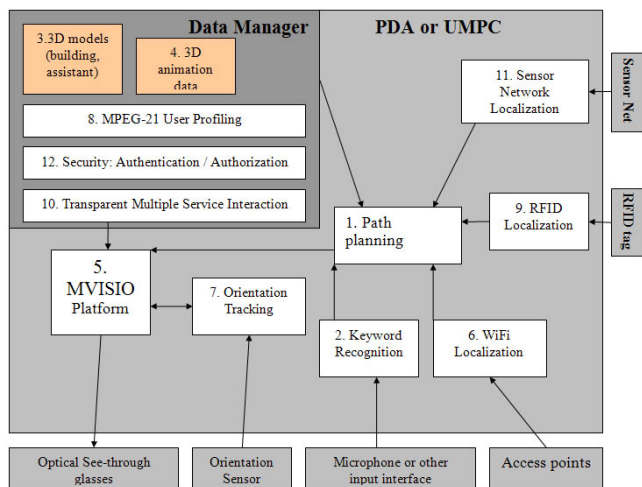 Data Manager
PDA or UMPC
3.3D models
(building,
assistant)
4. 3D
animation
data
8. MPEG-21 User Profiling
12. Security: Authentication / Authorization
10. Transparent Multiple Service Interaction
11. Sensor
Network
Localization
Sensor Net
1. Path
planning
9. RFID
Localization
RFID tag
5.
MVISIO
Platform
7. Orientation
Tracking
2. Keyword
Recognition
6. WiFi
Localization
Optical See-through
glasses
Orientation
Sensor
Microphone or other
input interface
Access points